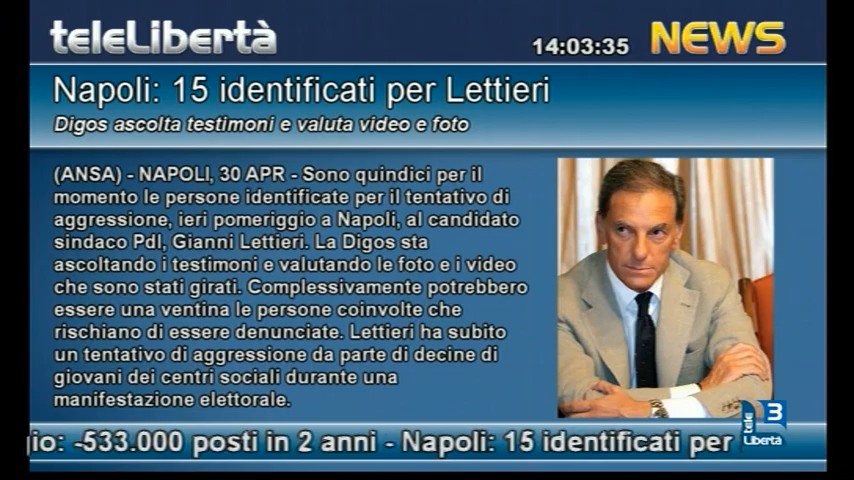 teleLibertà
14:03:35 NEWS
Napoli: 15 identificati per Lettieri
Digos ascolta testimoni e valuta video e foto
(ANSA) - NAPOLI, 30 APR - Sono quindici per il
momento le persone identificate per il tentativo di
aggressione, ieri pomeriggio a Napoli, al candidato
sindaco Pdl, Gianni Lettieri. La Digos sta
ascoltando i testimoni e valutando le foto e i video
che sono stati girati. Complessivamente potrebbero
essere una ventina le persone coinvolte che
rischiano di essere denunciate. Lettieri ha subito
un tentativo di aggressione da parte di decine di
giovani dei centri sociali durante una
manifestazione elettorale.
gio: -533.000 posti in 2 anni - Napoli: 15 identificati per
tele 3
Libertà